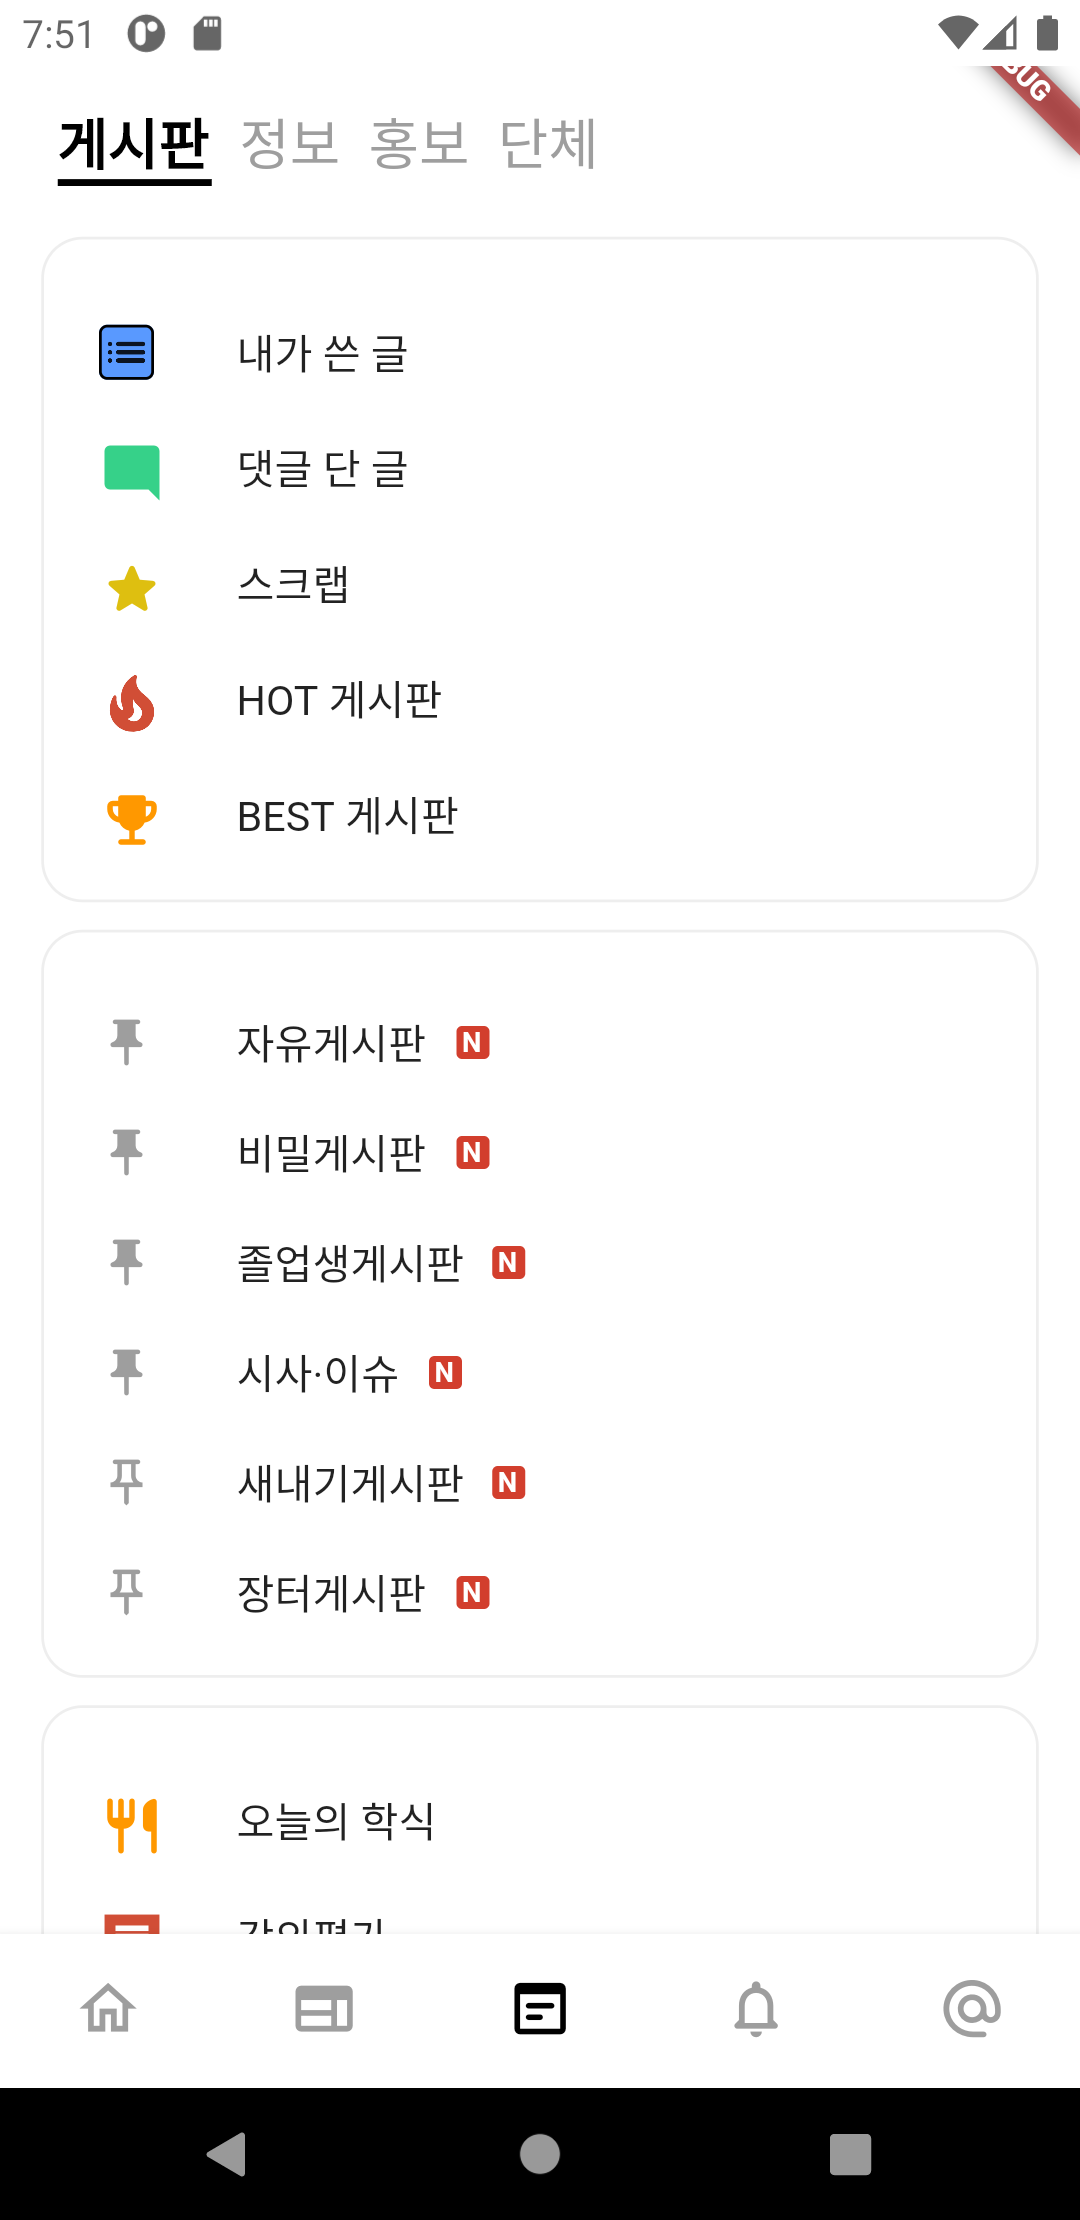 7:51
게시판 정보 홍보 단체
내가 쓴 글
댓글 단 글
스크랩
HOT 게시판
BEST 게시판
자유게시판 N
비밀게시판 N
졸업생게시판 N
시사·이슈 N
새내기게시판 N
장터게시판 N
오늘의 학식